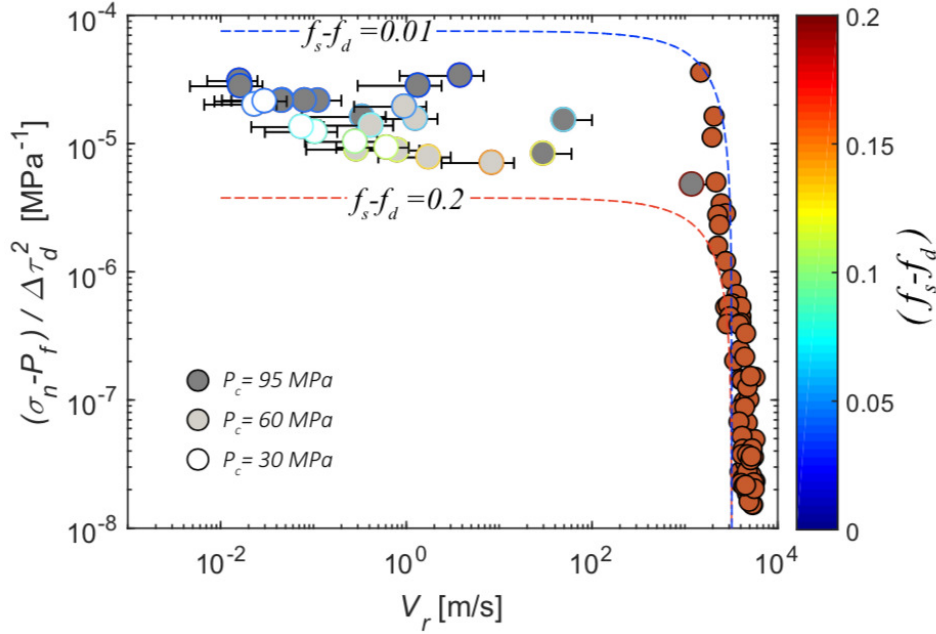 10^-4
10^-5
10^-6
10^-7
10^-8
(σ_n-P_f) / Δτ_d^2 [MPa^-1]
f_s-f_d =0.01
f_s-f_d =0.2
P_c= 95 MPa
P_c= 60 MPa
P_c= 30 MPa
10^-2
10^0
10^2
10^4
V_r [m/s]
0.2
0.15
0.1
0.05
0
(f_s-f_d)